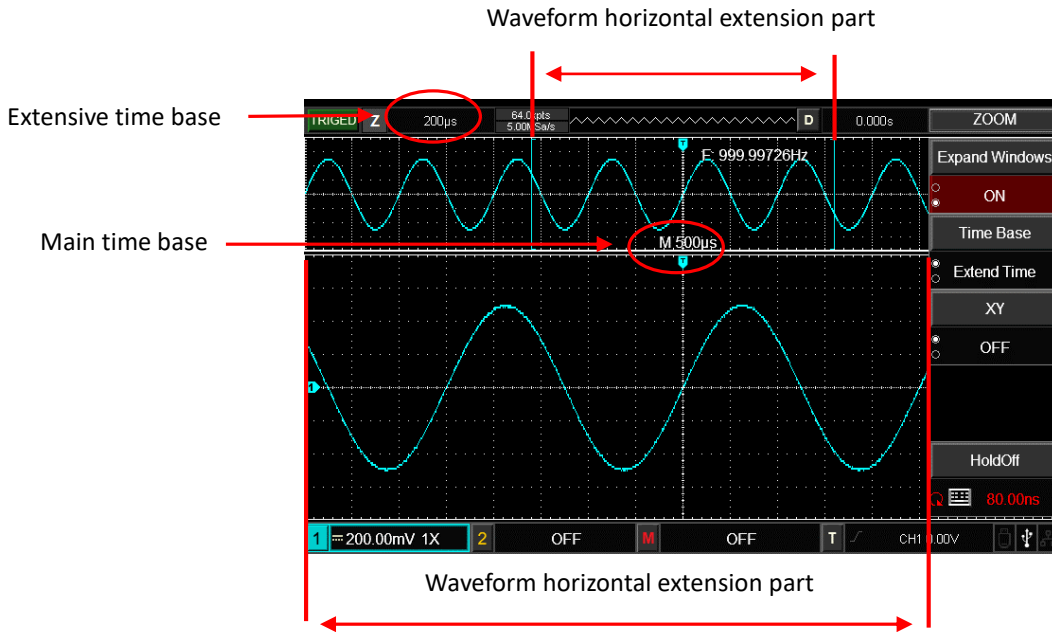 Waveform horizontal extension part
Extensive time base
TRIGED Z 200µs 64.0kpts D 0.000s ZOOM
5.00MSa/s
T
F: 999.99726Hz
Expand Windows
ON
Main time base
M 500µs
Time Base
T
Extend Time
XY
OFF
1
HoldOff
80.00ns
1 200.00mV 1X 2 OFF M OFF T CH1 0.00V
Waveform horizontal extension part